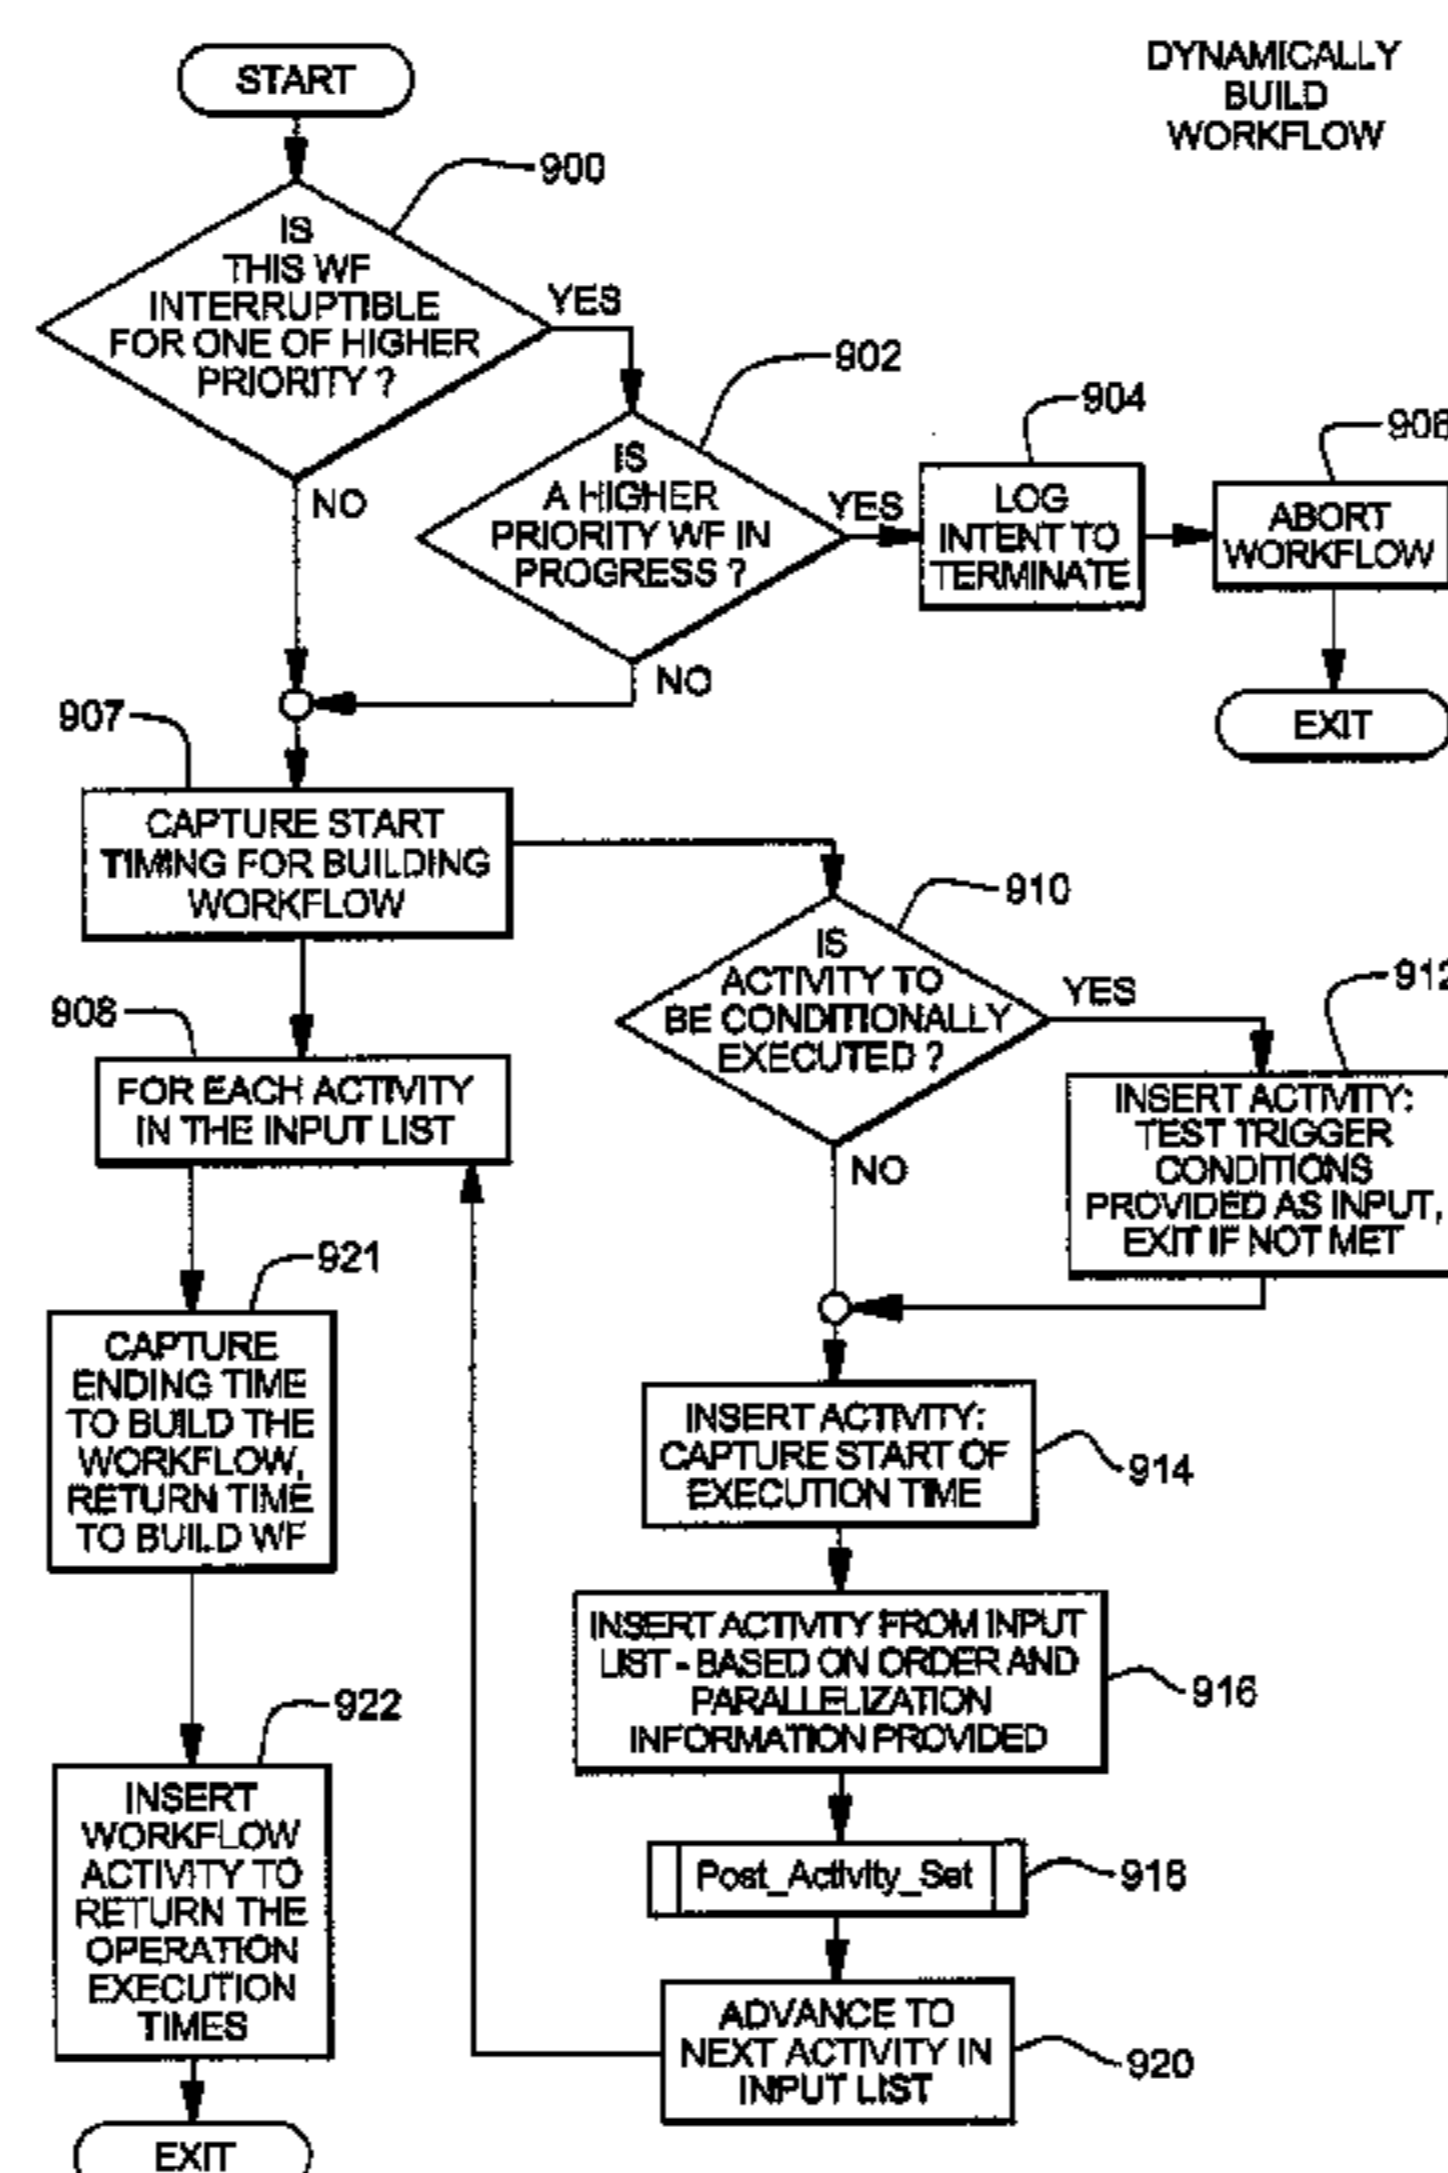 START
DYNAMICALLY
BUILD
WORKFLOW
900
IS
THIS WF
INTERRUPTIBLE
FOR ONE OF HIGHER
PRIORITY ?
YES
NO
902
IS
A HIGHER
PRIORITY WF IN
PROGRESS ?
YES
NO
904
LOG
INTENT TO
TERMINATE
906
ABORT
WORKFLOW
EXIT
907
CAPTURE START
TIMING FOR BUILDING
WORKFLOW
908
FOR EACH ACTIVITY
IN THE INPUT LIST
910
IS
ACTIVITY TO
BE CONDITIONALLY
EXECUTED ?
YES
NO
912
INSERT ACTIVITY:
TEST TRIGGER
CONDITIONS
PROVIDED AS INPUT,
EXIT IF NOT MET
INSERT ACTIVITY:
CAPTURE START OF
EXECUTION TIME
914
INSERT ACTIVITY FROM INPUT
LIST - BASED ON ORDER AND
PARALLELIZATION
INFORMATION PROVIDED
916
Post_Activity_Set
918
ADVANCE TO
NEXT ACTIVITY IN
INPUT LIST
920
921
CAPTURE
ENDING TIME
TO BUILD THE
WORKFLOW,
RETURN TIME
TO BUILD WF
922
INSERT
WORKFLOW
ACTIVITY TO
RETURN THE
OPERATION
EXECUTION
TIMES
EXIT